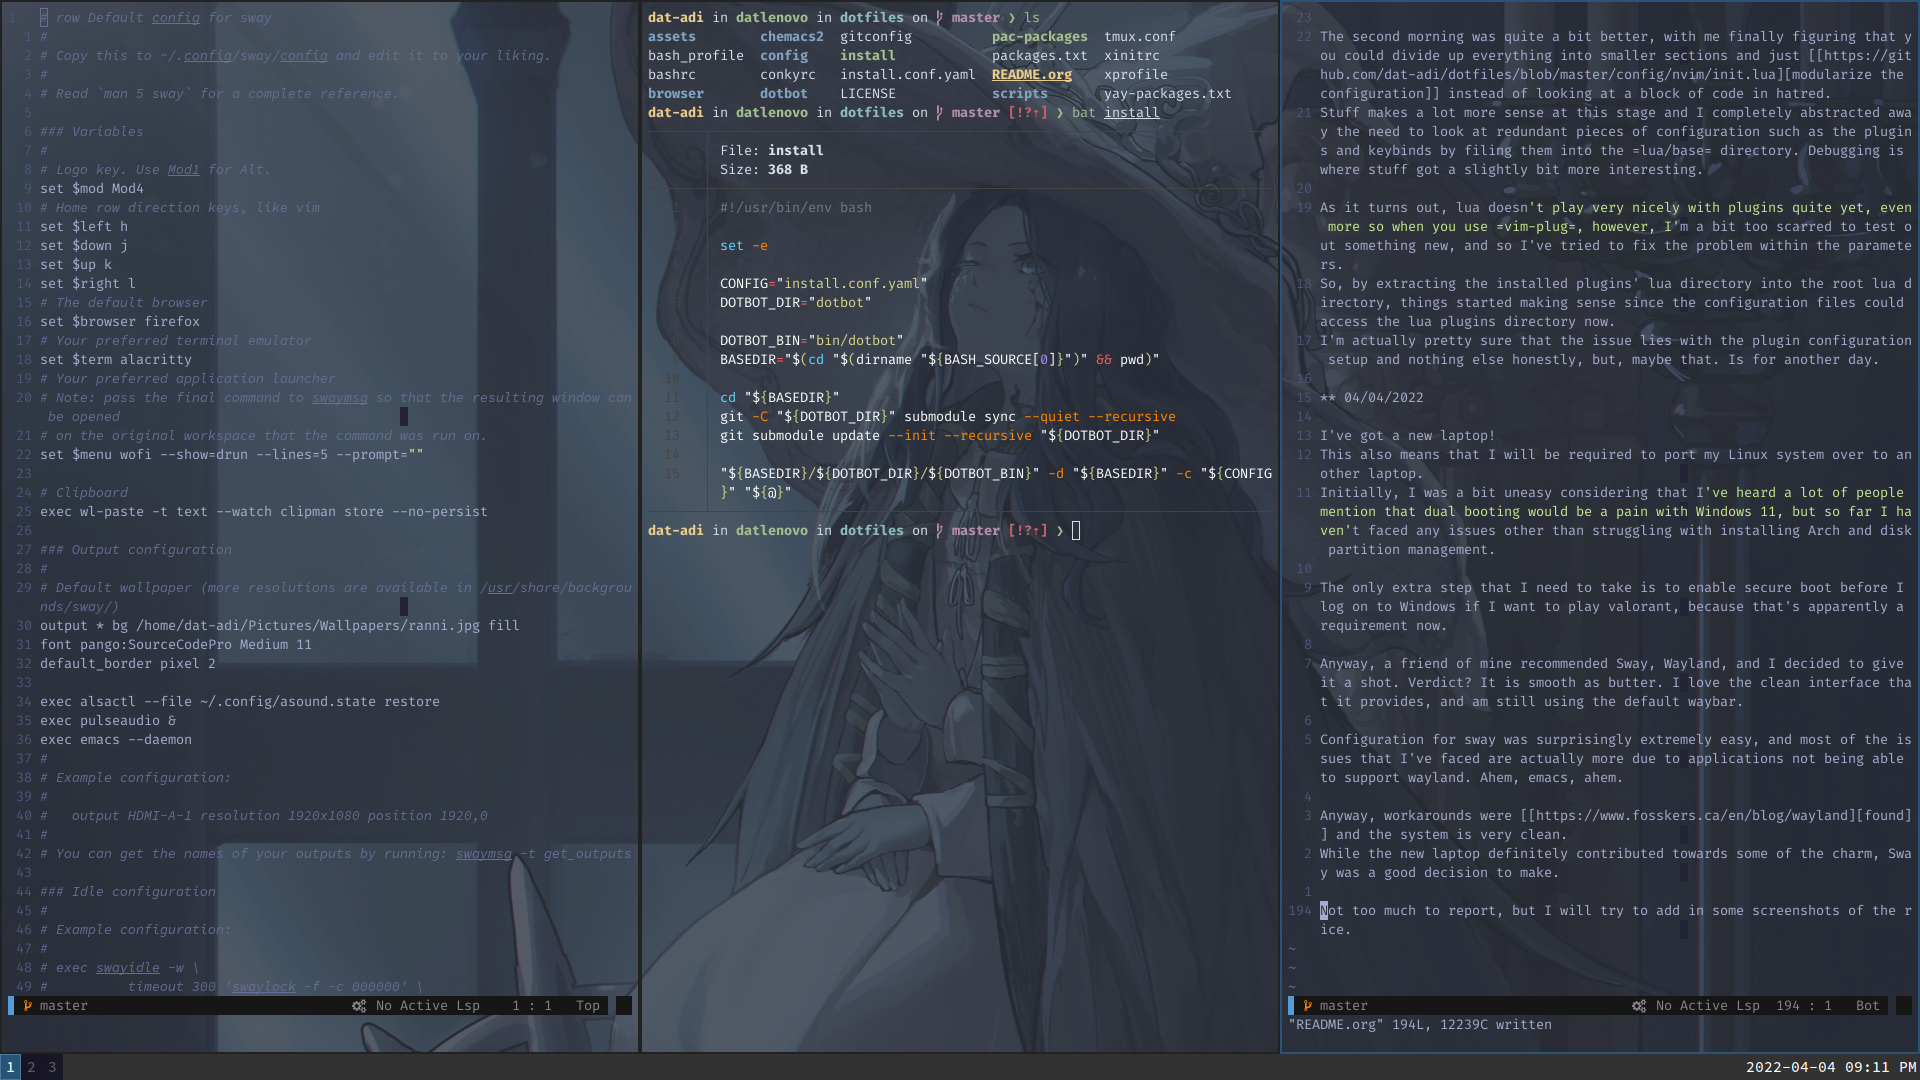 1 # row Default config for sway
1 #
2 # Copy this to ~/.config/sway/config and edit it to your liking.
3 #
4 # Read `man 5 sway` for a complete reference.
5
6 ### Variables
7 #
8 # Logo key. Use Mod1 for Alt.
9 set $mod Mod4
10 # Home row direction keys, like vim
11 set $left h
12 set $down j
13 set $up k
14 set $right l
15 # The default browser
16 set $browser firefox
17 # Your preferred terminal emulator
18 set $term alacritty
19 # Your preferred application launcher
20 # Note: pass the final command to swaymsg so that the resulting window can
be opened
21 # on the original workspace that the command was run on.
22 set $menu wofi --show=drun --lines=5 --prompt=""
23
24 # Clipboard
25 exec wl-paste -t text --watch clipman store --no-persist
26
27 ### Output configuration
28 #
29 # Default wallpaper (more resolutions are available in /usr/share/backgrou
nds/sway/)
30 output * bg /home/dat-adi/Pictures/Wallpapers/ranni.jpg fill
31 font pango:SourceCodePro Medium 11
32 default_border pixel 2
33
34 exec alsactl --file ~/.config/asound.state restore
35 exec pulseaudio &
36 exec emacs --daemon
37 #
38 # Example configuration:
39 #
40 #   output HDMI-A-1 resolution 1920x1080 position 1920,0
41 #
42 # You can get the names of your outputs by running: swaymsg -t get_outputs
43
44 ### Idle configuration
45 #
46 # Example configuration:
47 #
48 # exec swayidle -w \
49 #          timeout 300 'swaylock -f -c 000000' \
master No Active Lsp 1 : 1 Top
dat-adi in datlenovo in dotfiles on master ❯ ls
assets chemacs2 gitconfig pac-packages tmux.conf
bash_profile config install packages.txt xinitrc
bashrc conkyrc install.conf.yaml README.org xprofile
browser dotbot LICENSE scripts yay-packages.txt
dat-adi in datlenovo in dotfiles on master [!?⇡] ❯ bat install
File: install
Size: 368 B
#!/usr/bin/env bash
set -e
CONFIG="install.conf.yaml"
DOTBOT_DIR="dotbot"
DOTBOT_BIN="bin/dotbot"
BASEDIR="$(cd "$(dirname "${BASH_SOURCE[0]}")" && pwd)"
10
11 cd "${BASEDIR}"
12 git -C "${DOTBOT_DIR}" submodule sync --quiet --recursive
13 git submodule update --init --recursive "${DOTBOT_DIR}"
14
15 "${BASEDIR}/${DOTBOT_DIR}/${DOTBOT_BIN}" -d "${BASEDIR}" -c "${CONFIG
}" "${@}"
dat-adi in datlenovo in dotfiles on master [!?⇡] ❯
23
22 The second morning was quite a bit better, with me finally figuring that y
ou could divide up everything into smaller sections and just [[https://git
hub.com/dat-adi/dotfiles/blob/master/config/nvim/init.lua][modularize the
configuration]] instead of looking at a block of code in hatred.
21 Stuff makes a lot more sense at this stage and I completely abstracted awa
y the need to look at redundant pieces of configuration such as the plugin
s and keybinds by filing them into the =lua/base= directory. Debugging is
where stuff got a slightly bit more interesting.
20
19 As it turns out, lua doesn't play very nicely with plugins quite yet, even
more so when you use =vim-plug=, however, I'm a bit too scarred to test o
ut something new, and so I've tried to fix the problem within the paramete
rs.
18 So, by extracting the installed plugins' lua directory into the root lua d
irectory, things started making sense since the configuration files could
access the lua plugins directory now.
17 I'm actually pretty sure that the issue lies with the plugin configuration
setup and nothing else honestly, but, maybe that. Is for another day.
16
15 ** 04/04/2022
14
13 I've got a new laptop!
12 This also means that I will be required to port my Linux system over to an
other laptop.
11 Initially, I was a bit uneasy considering that I've heard a lot of people
mention that dual booting would be a pain with Windows 11, but so far I ha
ven't faced any issues other than struggling with installing Arch and disk
partition management.
10
9 The only extra step that I need to take is to enable secure boot before I
log on to Windows if I want to play valorant, because that's apparently a
requirement now.
8
7 Anyway, a friend of mine recommended Sway, Wayland, and I decided to give
it a shot. Verdict? It is smooth as butter. I love the clean interface tha
t it provides, and am still using the default waybar.
6
5 Configuration for sway was surprisingly extremely easy, and most of the is
sues that I've faced are actually more due to applications not being able
to support wayland. Ahem, emacs, ahem.
4
3 Anyway, workarounds were [[https://www.fosskers.ca/en/blog/wayland][found]
] and the system is very clean.
2 While the new laptop definitely contributed towards some of the charm, Swa
y was a good decision to make.
1
194 Not too much to report, but I will try to add in some screenshots of the r
ice.
~
~
~
master No Active Lsp 194 : 1 Bot
"README.org" 194L, 12239C written
1 2 3
2022-04-04 09:11 PM